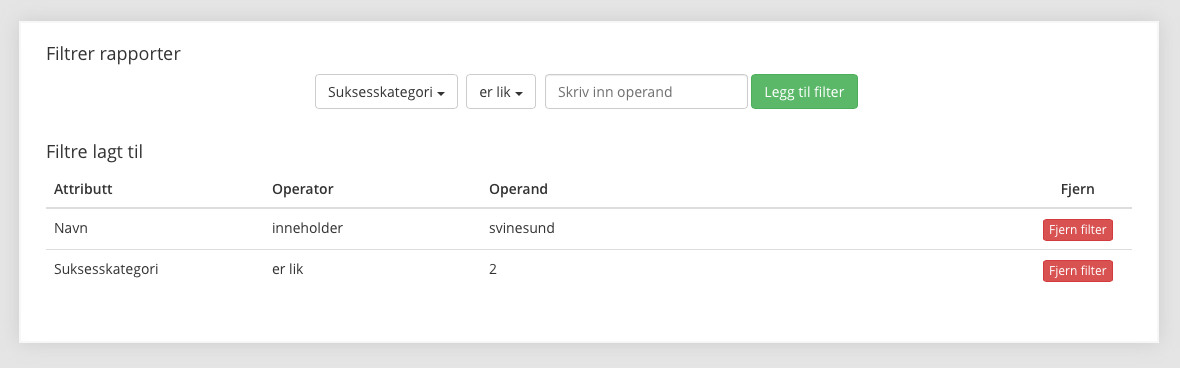 Filtrer rapporter
Suksesskategori er lik Skriv inn operand Legg til filter
Filtre lagt til
Attributt Operator Operand Fjern
Navn inneholder svinesund Fjern filter
Suksesskategori er lik 2 Fjern filter